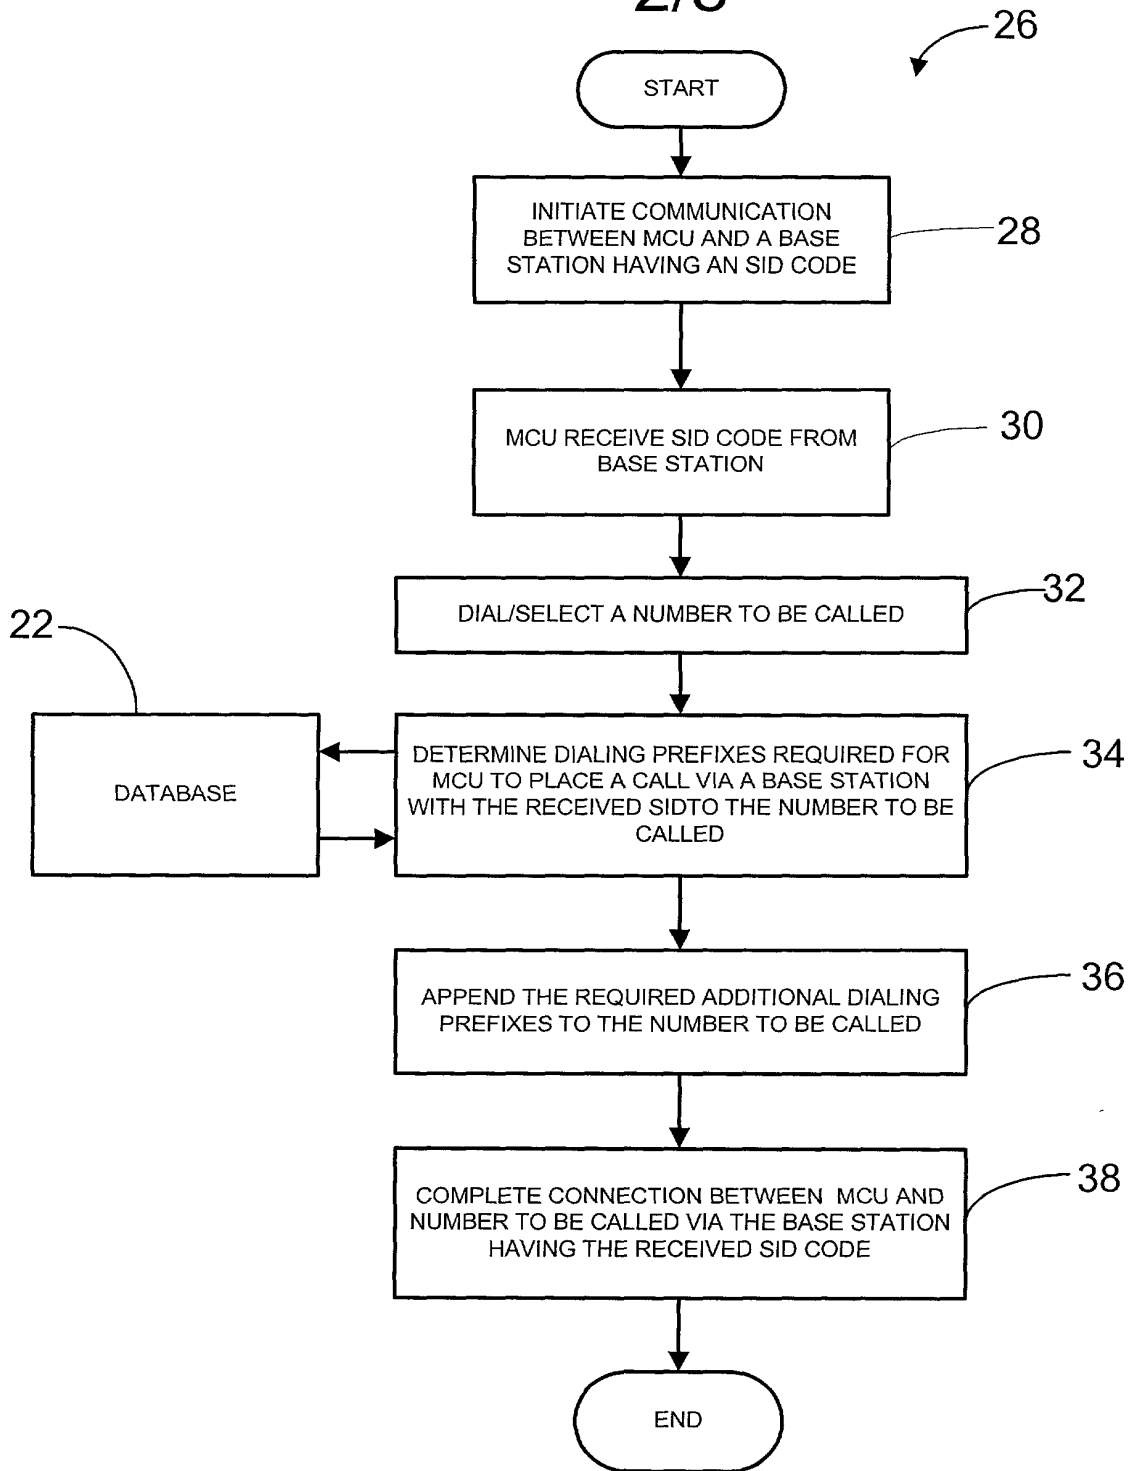 2/3
26
START
INITIATE COMMUNICATION
BETWEEN MCU AND A BASE
STATION HAVING AN SID CODE
28
MCU RECEIVE SID CODE FROM
BASE STATION
30
DIAL/SELECT A NUMBER TO BE CALLED
32
22
DATABASE
DETERMINE DIALING PREFIXES REQUIRED FOR
MCU TO PLACE A CALL VIA A BASE STATION
WITH THE RECEIVED SIDTO THE NUMBER TO BE
CALLED
34
APPEND THE REQUIRED ADDITIONAL DIALING
PREFIXES TO THE NUMBER TO BE CALLED
36
COMPLETE CONNECTION BETWEEN MCU AND
NUMBER TO BE CALLED VIA THE BASE STATION
HAVING THE RECEIVED SID CODE
38
END